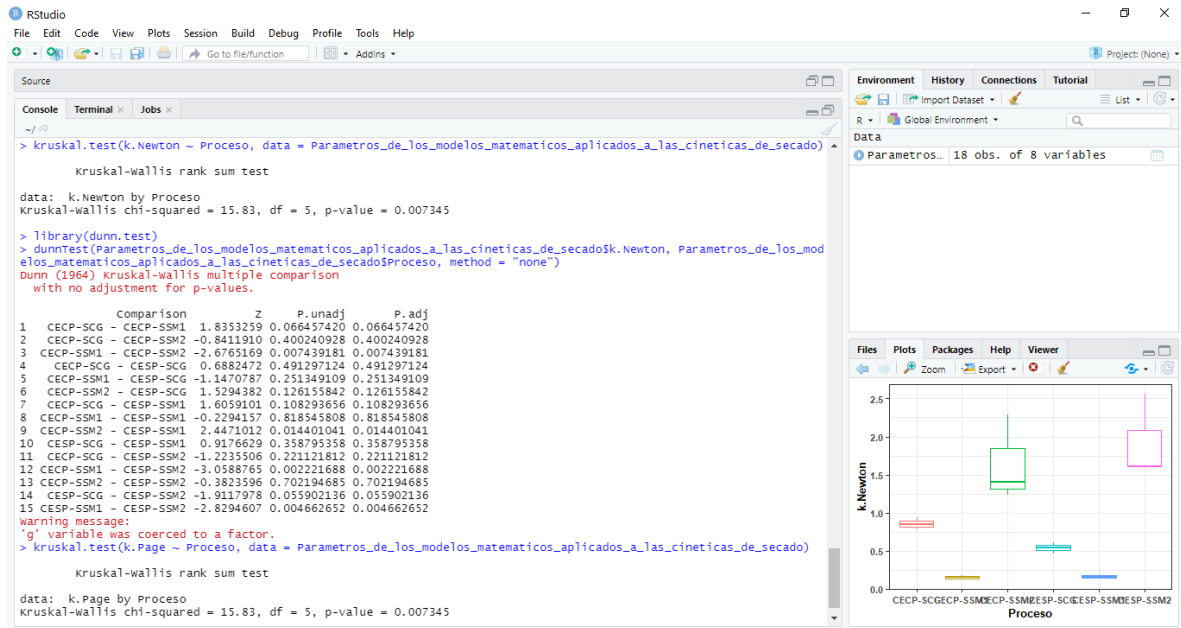 RStudio
File Edit Code View Plots Session Build Debug Profile Tools Help
Go to file/function
Addins
Project: (None)
Source
Console Terminal Jobs
~/
> kruskal.test(k.Newton ~ Proceso, data = Parametros_de_los_modelos_matematicos_aplicados_a_las_cineticas_de_secado)
Kruskal-Wallis rank sum test
data: k.Newton by Proceso
Kruskal-Wallis chi-squared = 15.83, df = 5, p-value = 0.007345
> library(dunn.test)
> dunnTest(Parametros_de_los_modelos_matematicos_aplicados_a_las_cineticas_de_secado$k.Newton, Parametros_de_los_mod
elos_matematicos_aplicados_a_las_cineticas_de_secado$Proceso, method = "none")
Dunn (1964) Kruskal-Wallis multiple comparison
with no adjustment for p-values.
Comparison Z P.unadj P.adj
1 CECP-SCG - CECP-SSM1 1.8353259 0.066457420 0.066457420
2 CECP-SCG - CECP-SSM2 -0.8411910 0.400240928 0.400240928
3 CECP-SSM1 - CECP-SSM2 -2.6765169 0.007439181 0.007439181
4 CECP-SCG - CESP-SCG 0.6882472 0.491297124 0.491297124
5 CECP-SSM1 - CESP-SCG -1.1470787 0.251349109 0.251349109
6 CECP-SSM2 - CESP-SCG 1.5294382 0.126155842 0.126155842
7 CECP-SCG - CESP-SSM1 1.6059101 0.108293656 0.108293656
8 CECP-SSM1 - CESP-SSM1 -0.2294157 0.818545808 0.818545808
9 CECP-SSM2 - CESP-SSM1 2.4471012 0.014401041 0.014401041
10 CESP-SCG - CESP-SSM1 0.9176629 0.358795358 0.358795358
11 CECP-SCG - CESP-SSM2 -1.2235506 0.221121812 0.221121812
12 CECP-SSM1 - CESP-SSM2 -3.0588765 0.002221688 0.002221688
13 CECP-SSM2 - CESP-SSM2 -0.3823596 0.702194685 0.702194685
14 CESP-SCG - CESP-SSM2 -1.9117978 0.055902136 0.055902136
15 CESP-SSM1 - CESP-SSM2 -2.8294607 0.004662652 0.004662652
Warning message:
'g' variable was coerced to a factor.
> kruskal.test(k.Page ~ Proceso, data = Parametros_de_los_modelos_matematicos_aplicados_a_las_cineticas_de_secado)
Kruskal-Wallis rank sum test
data: k.Page by Proceso
Kruskal-Wallis chi-squared = 15.83, df = 5, p-value = 0.007345
Environment History Connections Tutorial
Import Dataset List
R Global Environment
Data
Parametros… 18 obs. of 8 variables
Files Plots Packages Help Viewer
Zoom Export
2.5
2.0
1.5
1.0
0.5
0.0
k.Newton
CECP-SCG CECP-SSM1 CECP-SSM2 CESP-SCG CESP-SSM1 CESP-SSM2
Proceso